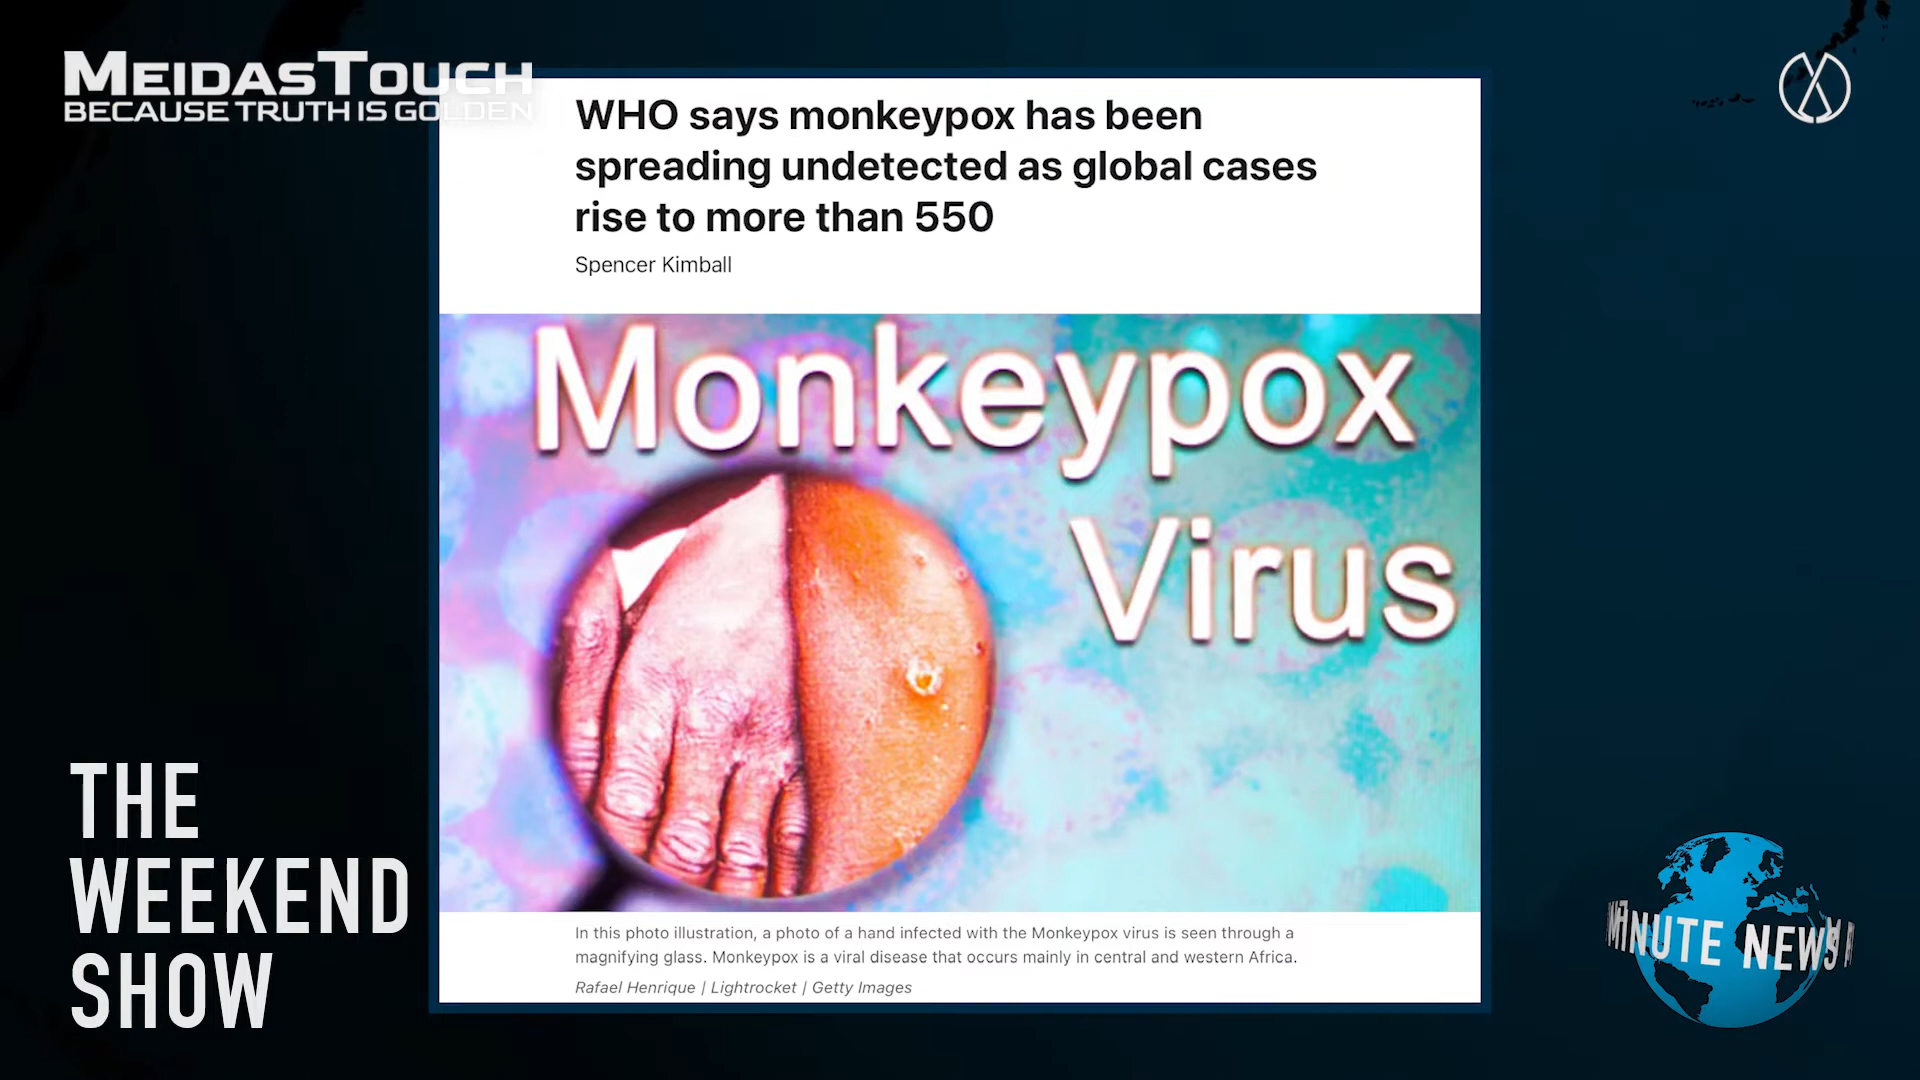 MEIDASTOUCH
BECAUSE TRUTH IS GOLDEN
WHO says monkeypox has been
spreading undetected as global cases
rise to more than 550
Spencer Kimball
Monkeypox
Virus
In this photo illustration, a photo of a hand infected with the Monkeypox virus is seen through a
magnifying glass. Monkeypox is a viral disease that occurs mainly in central and western Africa.
Rafael Henrique | Lightrocket | Getty Images
THE
WEEKEND
SHOW
MINUTE NEWS